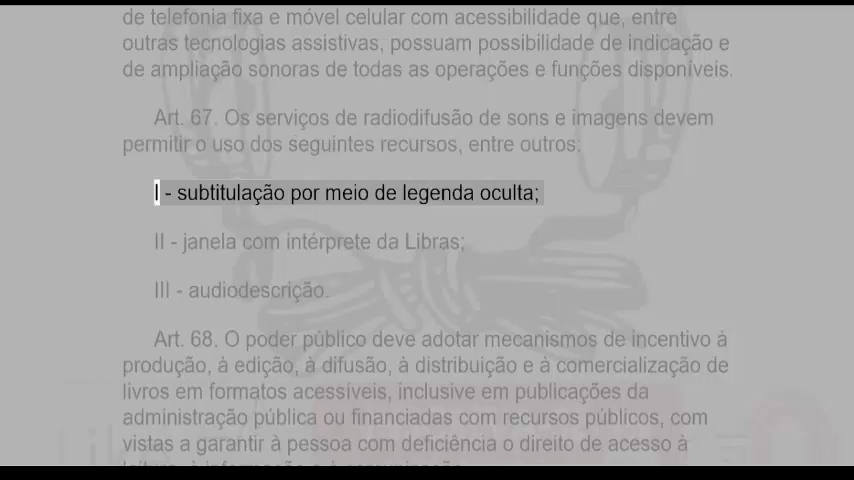 de telefonia fixa e móvel celular com acessibilidade que, entre
outras tecnologias assistivas, possuam possibilidade de indicação e
de ampliação sonoras de todas as operações e funções disponíveis.
Art. 67. Os serviços de radiodifusão de sons e imagens devem
permitir o uso dos seguintes recursos, entre outros:
I - subtitulação por meio de legenda oculta;
II - janela com intérprete da Libras;
III - audiodescrição.
Art. 68. O poder público deve adotar mecanismos de incentivo à
produção, à edição, à difusão, à distribuição e à comercialização de
livros em formatos acessíveis, inclusive em publicações da
administração pública ou financiadas com recursos públicos, com
vistas a garantir à pessoa com deficiência o direito de acesso à